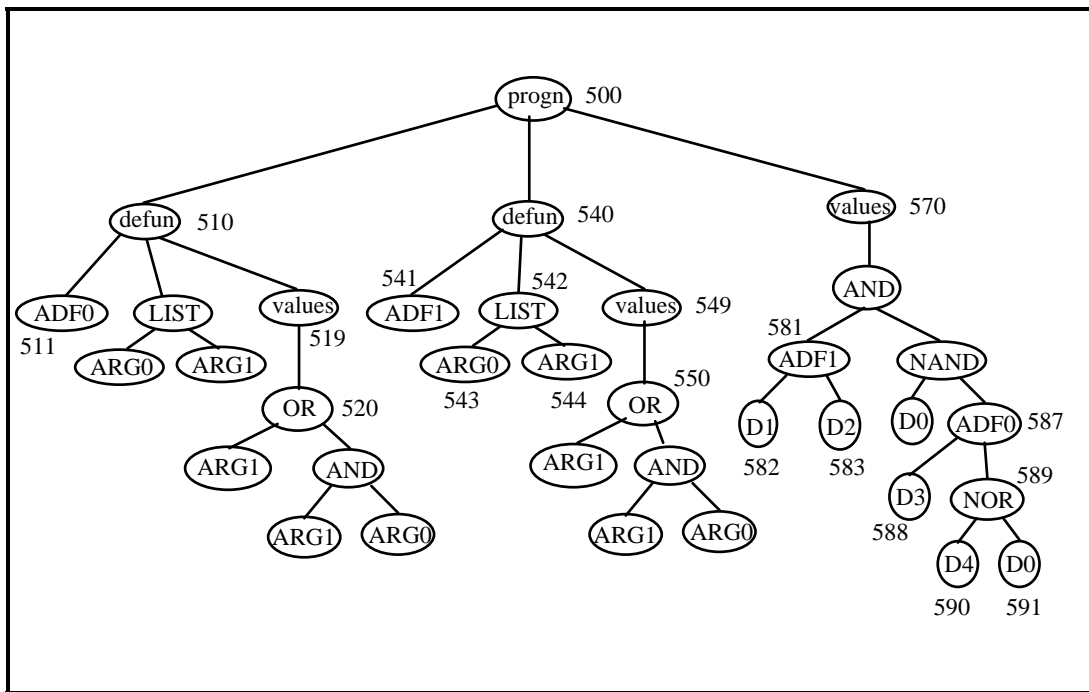 progn 500
defun 510
defun 540
values 570
541
542
AND
ADF0
LIST
values
ADF1
LIST
values 549
581
511
519
ADF1
NAND
ARG0
ARG1
ARG0
ARG1
543
544
550
OR 520
OR
D1
D2
D0
ADF0 587
582
583
589
ARG1
AND
ARG1
AND
D3
NOR
588
ARG1
ARG0
ARG1
ARG0
D4
D0
590
591